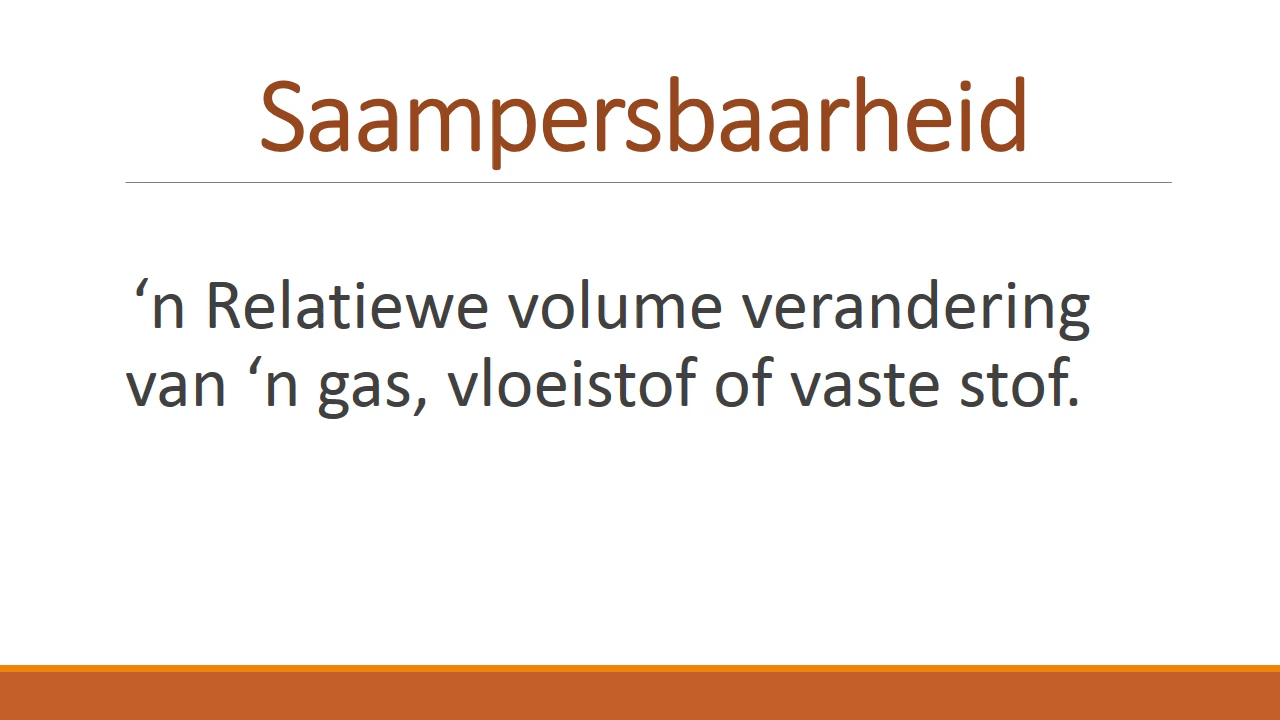 Saampersbaarheid
‘n Relatiewe volume verandering
van ‘n gas, vloeistof of vaste stof.